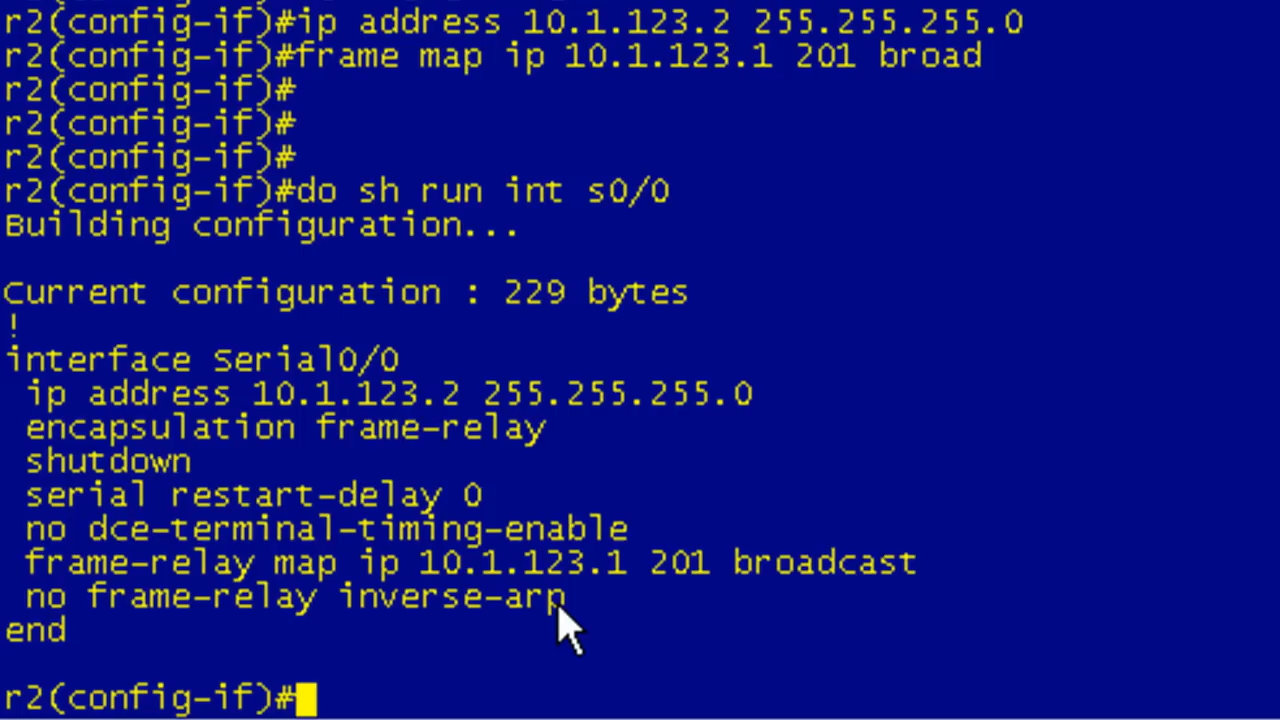 r2(config-if)#ip address 10.1.123.2 255.255.255.0
r2(config-if)#frame map ip 10.1.123.1 201 broad
r2(config-if)#
r2(config-if)#
r2(config-if)#
r2(config-if)#do sh run int s0/0
Building configuration...
Current configuration : 229 bytes
!
interface Serial0/0
ip address 10.1.123.2 255.255.255.0
encapsulation frame-relay
shutdown
serial restart-delay 0
no dce-terminal-timing-enable
frame-relay map ip 10.1.123.1 201 broadcast
no frame-relay inverse-arp
end
r2(config-if)#